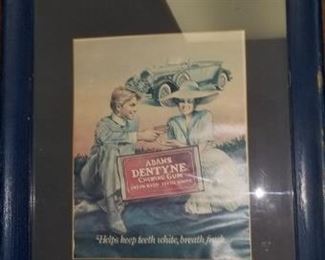 ADAMS
DENTYNE
CHEWING GUM
"Helps keep teeth white, breath fresh.